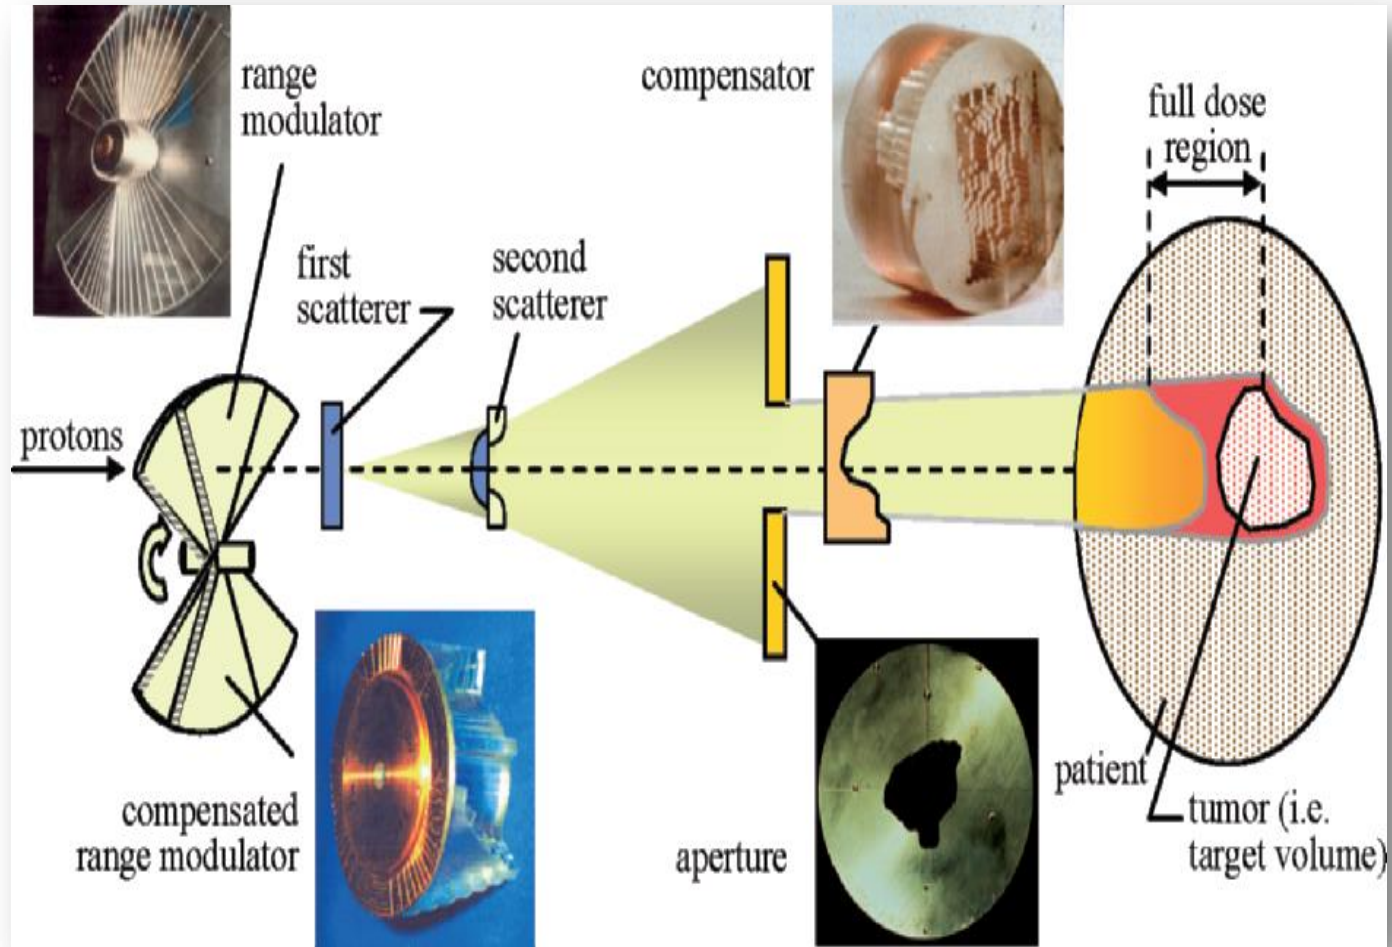 range
modulator
compensator
full dose
region
first
scatterer
second
scatterer
protons
compensated
range modulator
aperture
patient
tumor (i.e.
target volume)